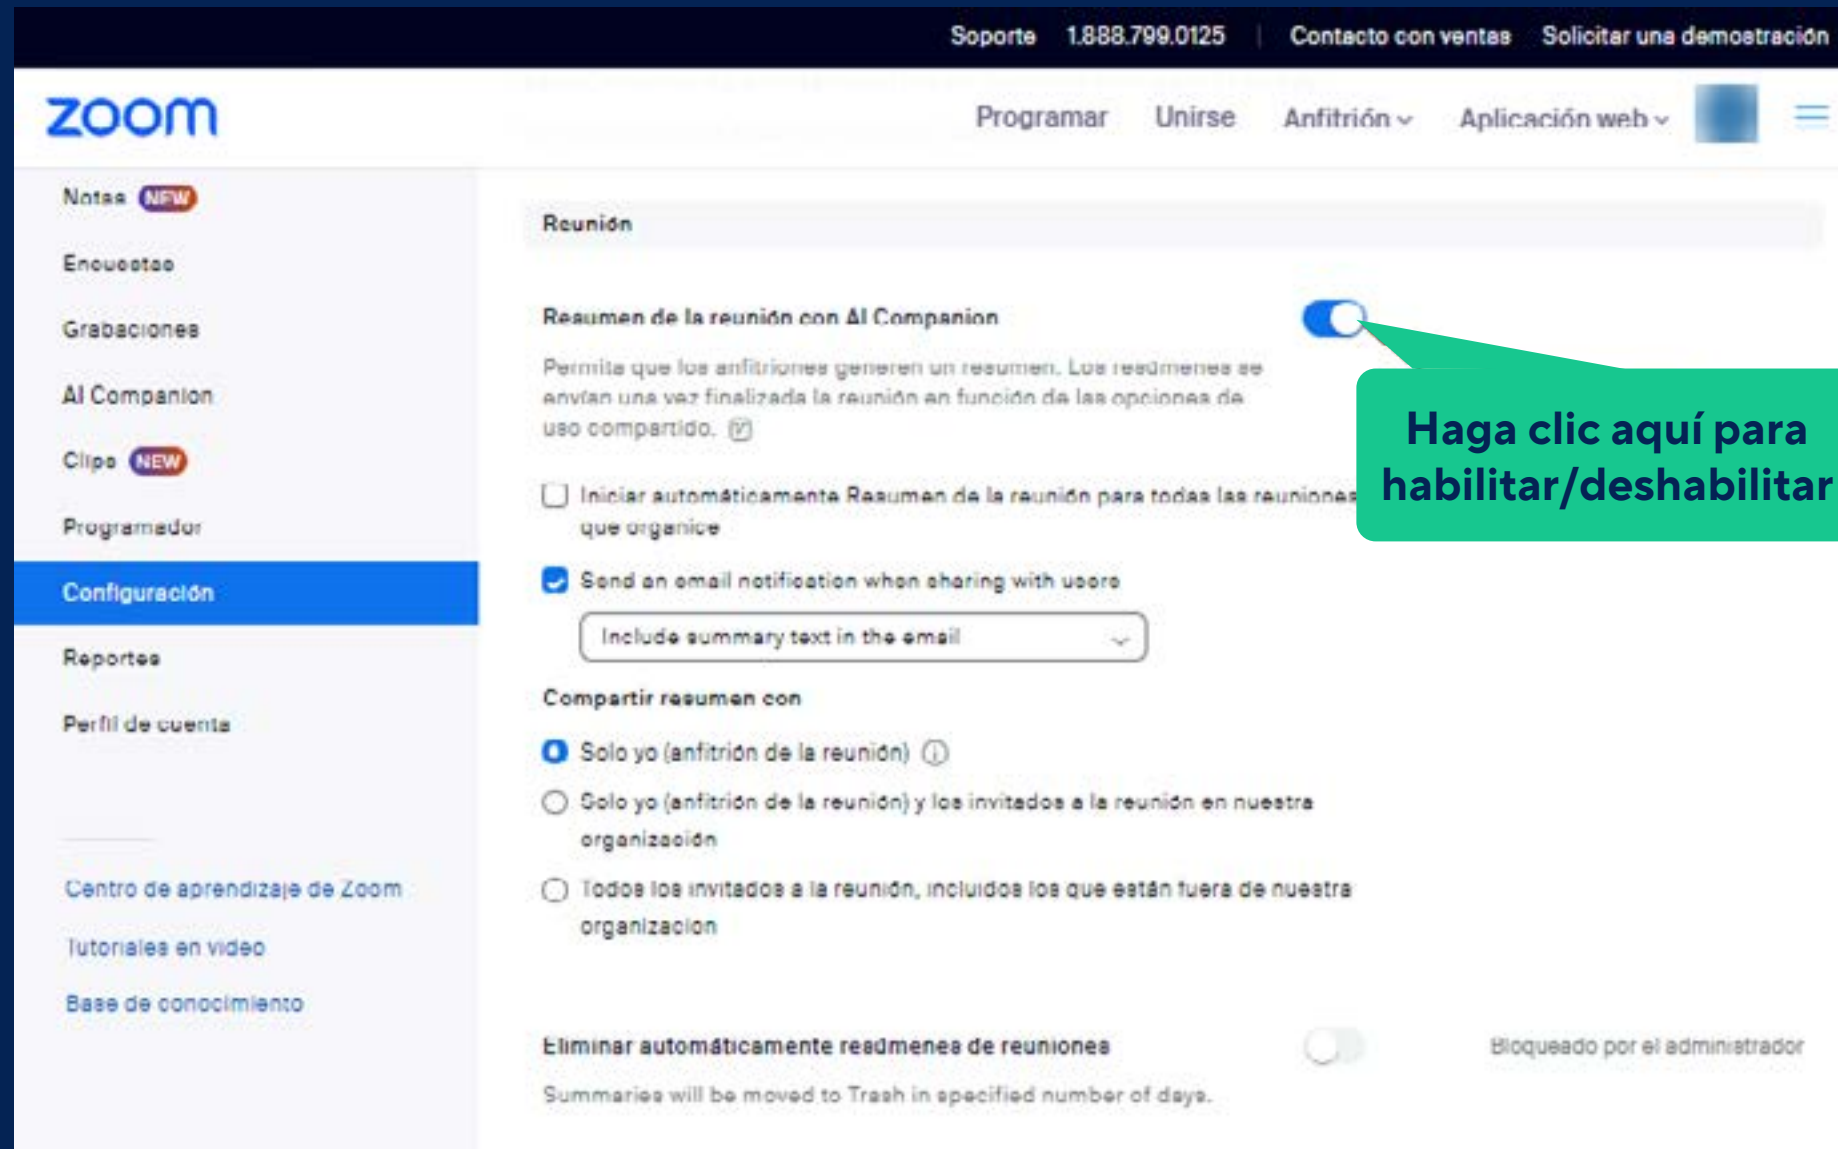 Soporte 1.888.799.0125 Contacto con ventas Solicitar una demostración
zoom Programar Unirse Anfitrión Aplicación web
Notas NEW
Encuestas
Grabaciones
AI Companion
Clips NEW
Programador
Configuración
Reportes
Perfil de cuenta
Centro de aprendizaje de Zoom
Tutoriales en video
Base de conocimiento
Reunión
Resumen de la reunión con AI Companion
Permita que los anfitriones generen un resumen. Los resúmenes se
envían una vez finalizada la reunión en función de las opciones de
uso compartido.
Iniciar automáticamente Resumen de la reunión para todas las reuniones
que organice
Send an email notification when sharing with users
Include summary text in the email
Compartir resumen con
Solo yo (anfitrión de la reunión)
Solo yo (anfitrión de la reunión) y los invitados a la reunión en nuestra
organización
Todos los invitados a la reunión, incluidos los que están fuera de nuestra
organización
Eliminar automáticamente resúmenes de reuniones Bloqueado por el administrador
Summaries will be moved to Trash in specified number of days.
Haga clic aquí para
habilitar/deshabilitar